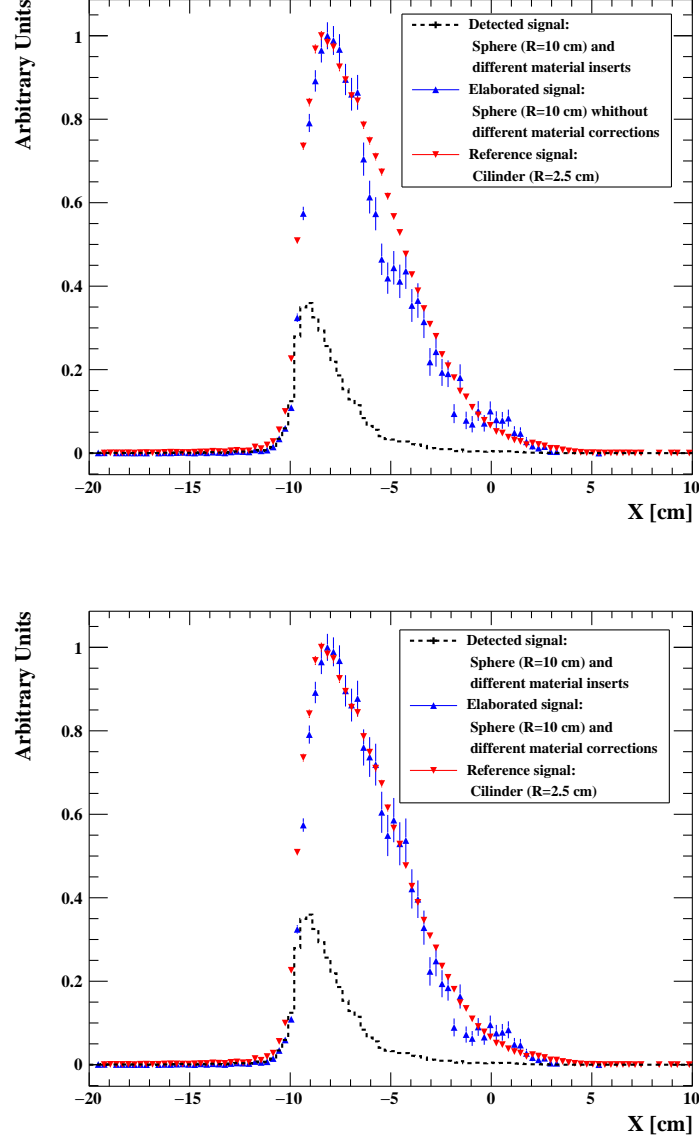 Arbitrary Units
1
0.8
0.6
0.4
0.2
0
−20
−15
−10
−5
0
5
10
X [cm]
Detected signal:
Sphere (R=10 cm) and
different material inserts
Elaborated signal:
Sphere (R=10 cm) whithout
different material corrections
Reference signal:
Cilinder (R=2.5 cm)
Arbitrary Units
1
0.8
0.6
0.4
0.2
0
−20
−15
−10
−5
0
5
10
X [cm]
Detected signal:
Sphere (R=10 cm) and
different material inserts
Elaborated signal:
Sphere (R=10 cm) and
different material corrections
Reference signal:
Cilinder (R=2.5 cm)